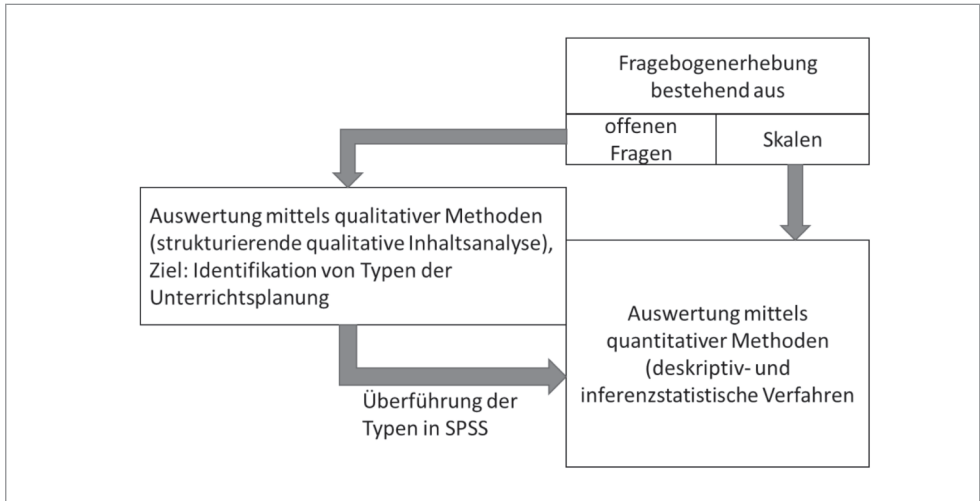 Fragebogenerhebung
bestehend aus
offenen
Fragen
Skalen
Auswertung mittels qualitativer Methoden
(strukturierende qualitative Inhaltsanalyse),
Ziel: Identifikation von Typen der
Unterrichtsplanung
Auswertung mittels
quantitativer Methoden
(deskriptiv- und
inferenzstatistische Verfahren
Überführung der
Typen in SPSS